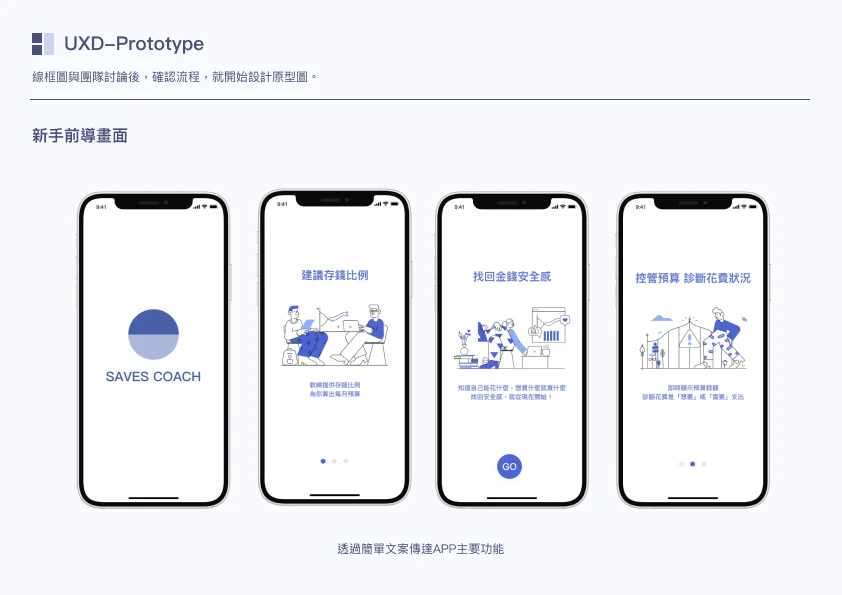 UXD-Prototype
線框圖與團隊討論後，確認流程，就開始設計原型圖。
新手前導畫面
9:41
SAVES COACH
9:41
建議存錢比例
教練提供存錢比例
為你算出每月預算
9:41
找回金錢安全感
知道自己能花什麼，想買什麼就買什麼
找回安全感，就從現在開始！
GO
9:41
控管預算 診斷花費狀況
即時顯示預算餘額
診斷花費是「想要」或「需要」支出
透過簡單文案傳達APP主要功能